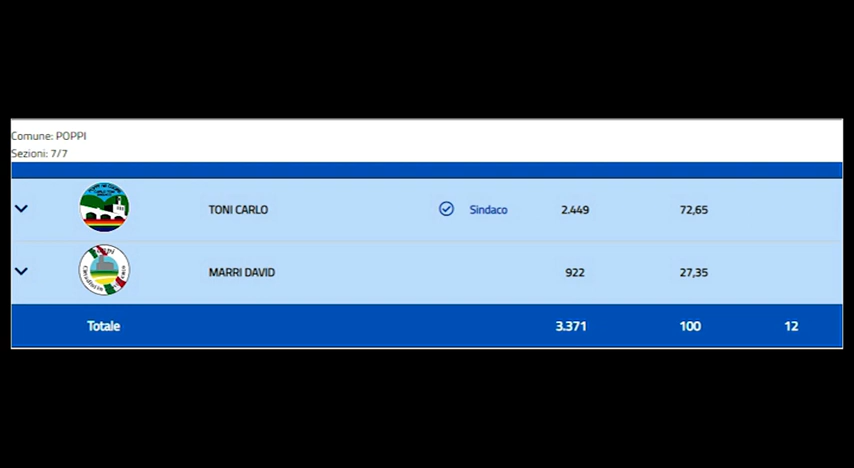 Comune: POPPI
Sezioni: 7/7
TONI CARLO Sindaco 2.449 72,65
POPPI
MARRI DAVID 922 27,35
Totale 3.371 100 12